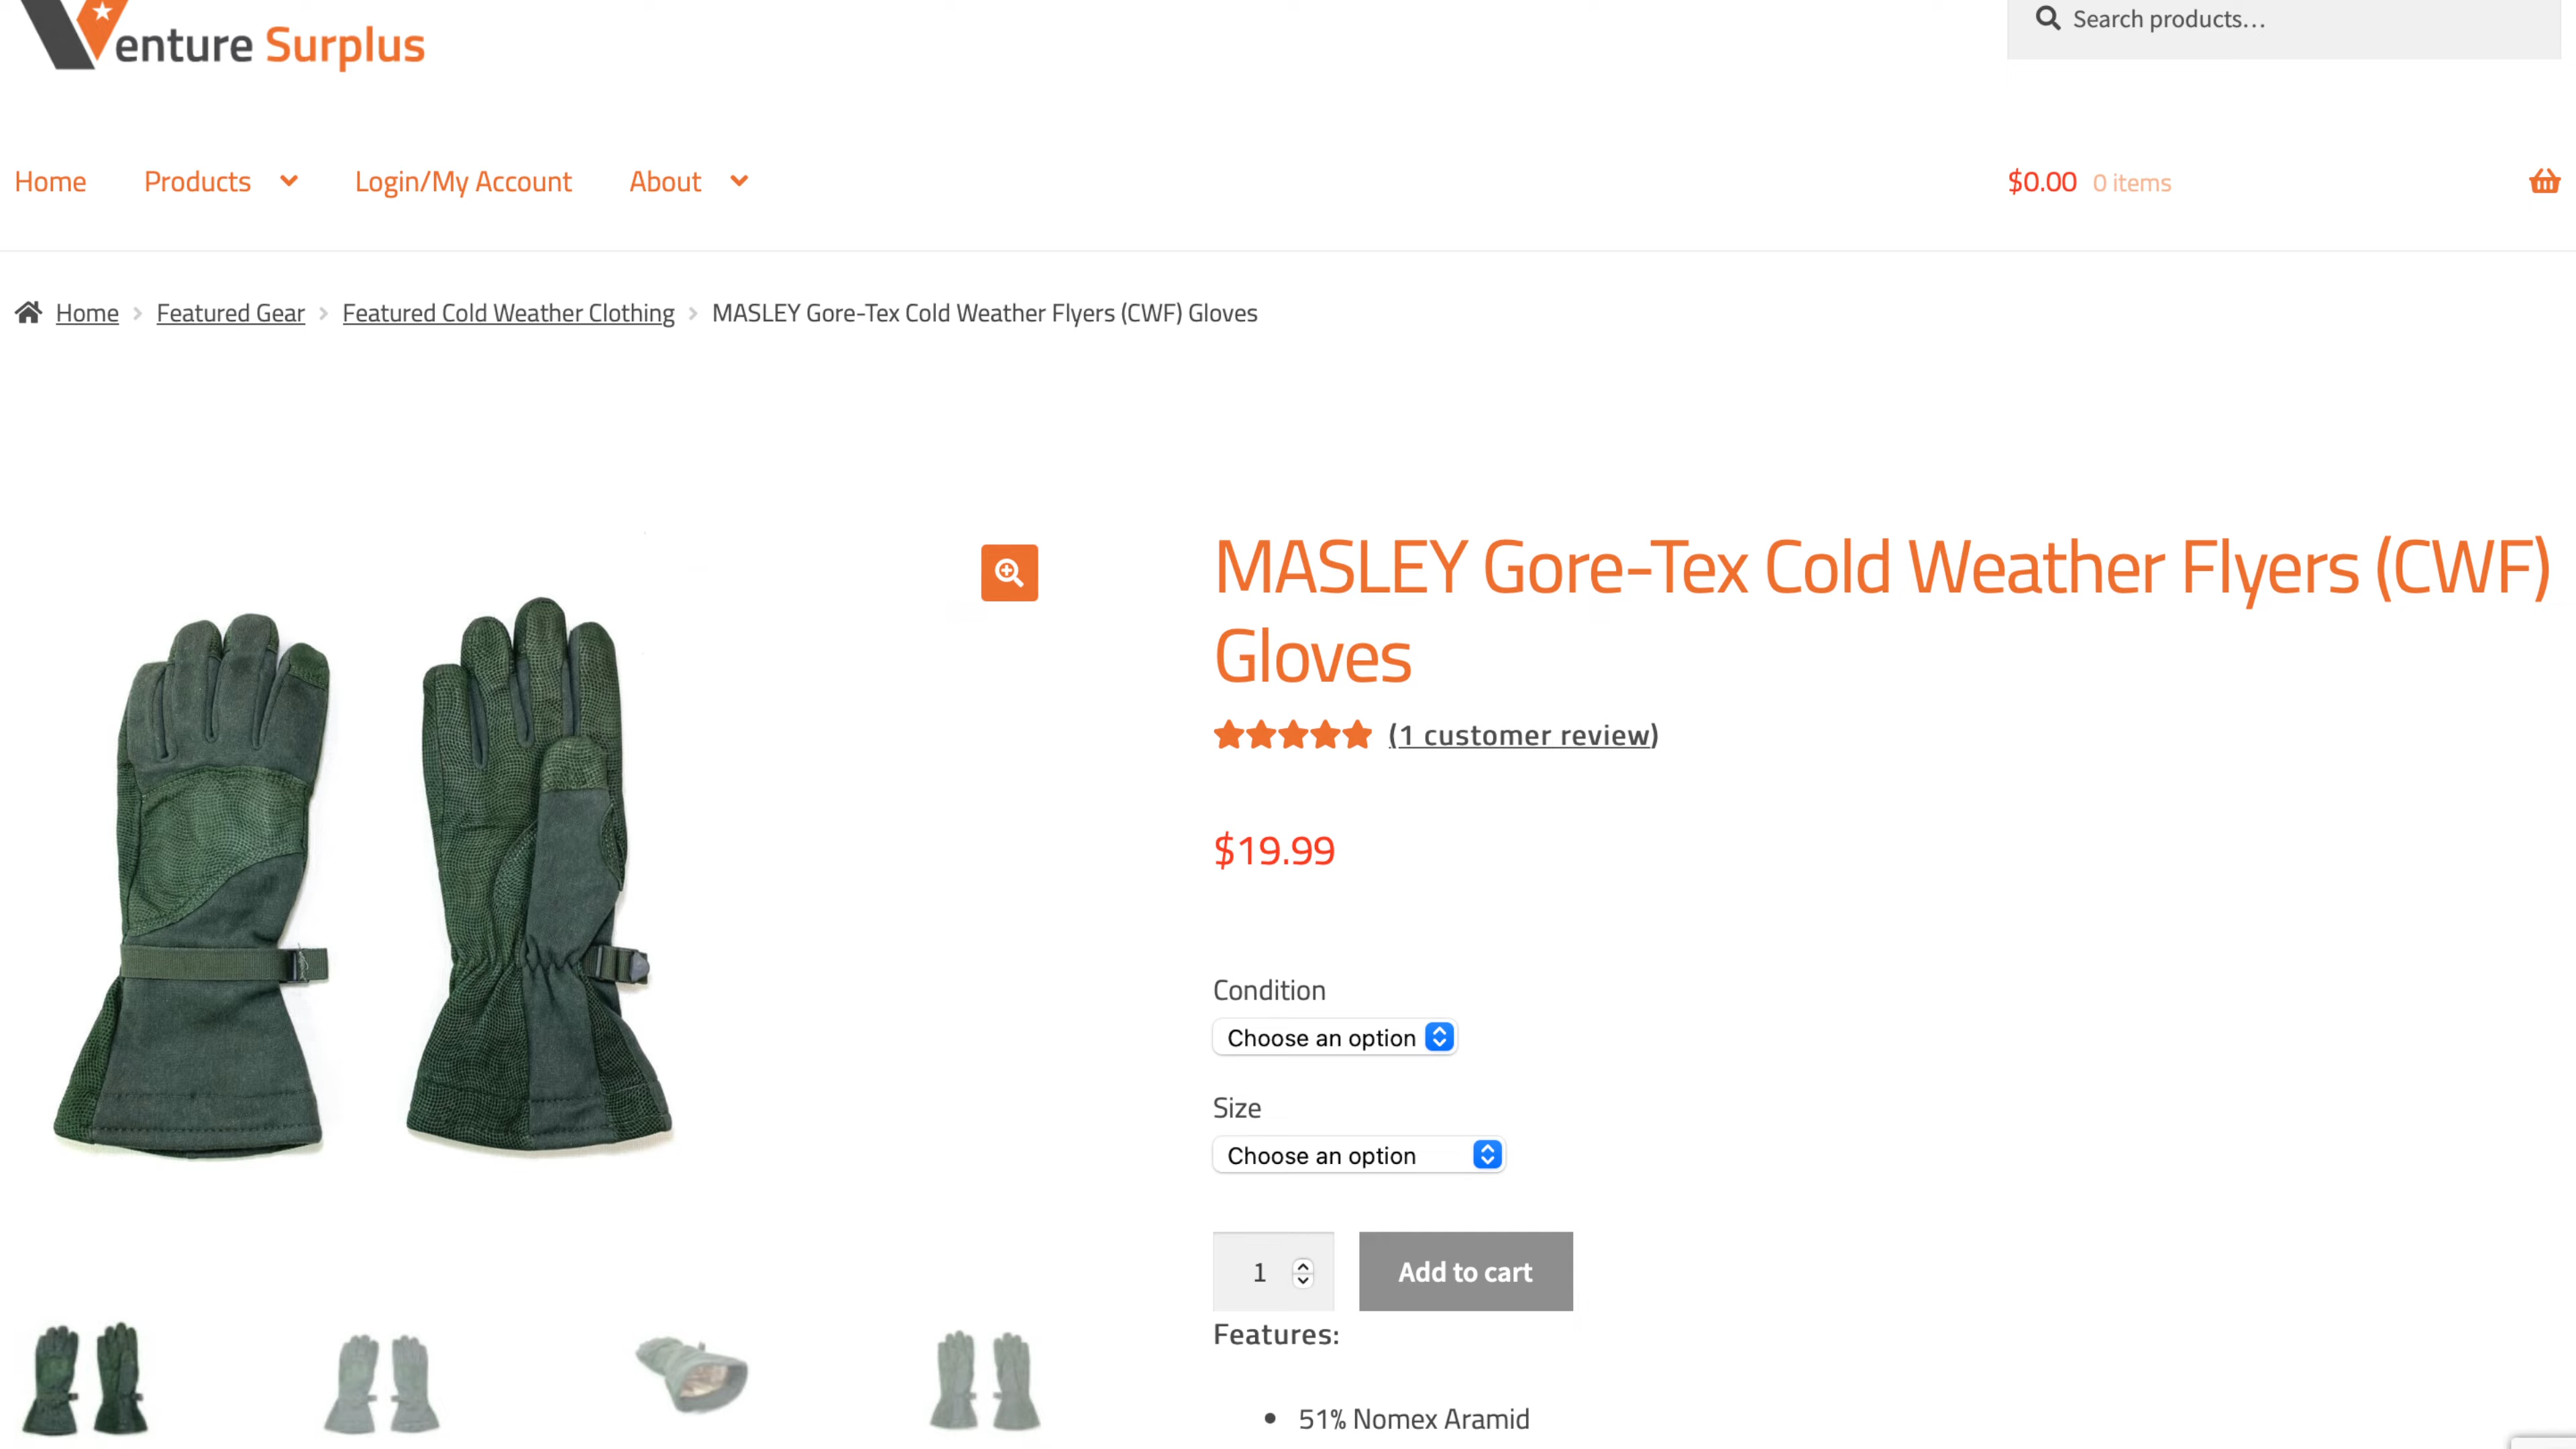 Venture Surplus
Search products…
Home Products Login/My Account About
$0.00 0 items
Home Featured Gear Featured Cold Weather Clothing MASLEY Gore-Tex Cold Weather Flyers (CWF) Gloves
MASLEY Gore-Tex Cold Weather Flyers (CWF)
Gloves
(1 customer review)
$19.99
Condition
Choose an option
Size
Choose an option
1 Add to cart
Features:
51% Nomex Aramid